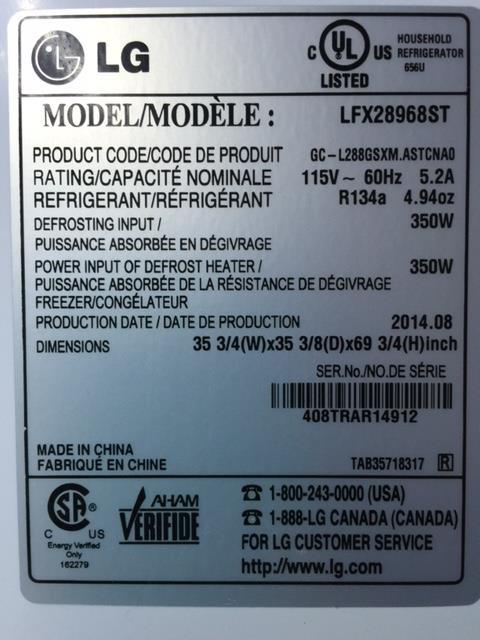 LG
C UL US
LISTED
HOUSEHOLD
REFRIGERATOR
656U
MODEL/MODÈLE : LFX28968ST
PRODUCT CODE/CODE DE PRODUIT GC-L288GSXM.ASTCNA0
RATING/CAPACITÉ NOMINALE 115V~ 60Hz 5.2A
REFRIGERANT/RÉFRIGÉRANT R134a 4.94oz
DEFROSTING INPUT / 350W
PUISSANCE ABSORBÉE EN DÉGIVRAGE
POWER INPUT OF DEFROST HEATER / 350W
PUISSANCE ABSORBÉE DE LA RÉSISTANCE DE DÉGIVRAGE
FREEZER/CONGÉLATEUR
PRODUCTION DATE / DATE DE PRODUCTION 2014.08
DIMENSIONS 35 3/4(W)x35 3/8(D)x69 3/4(H)inch
SER.No./NO.DE SÉRIE
408TRAR14912
MADE IN CHINA
FABRIQUÉ EN CHINE TAB35718317 R
SA ®
C US
Energy Verified
Only
162279
AHAM
VERIFIDE
1-800-243-0000 (USA)
1-888-LG CANADA (CANADA)
FOR LG CUSTOMER SERVICE
http://www.lg.com